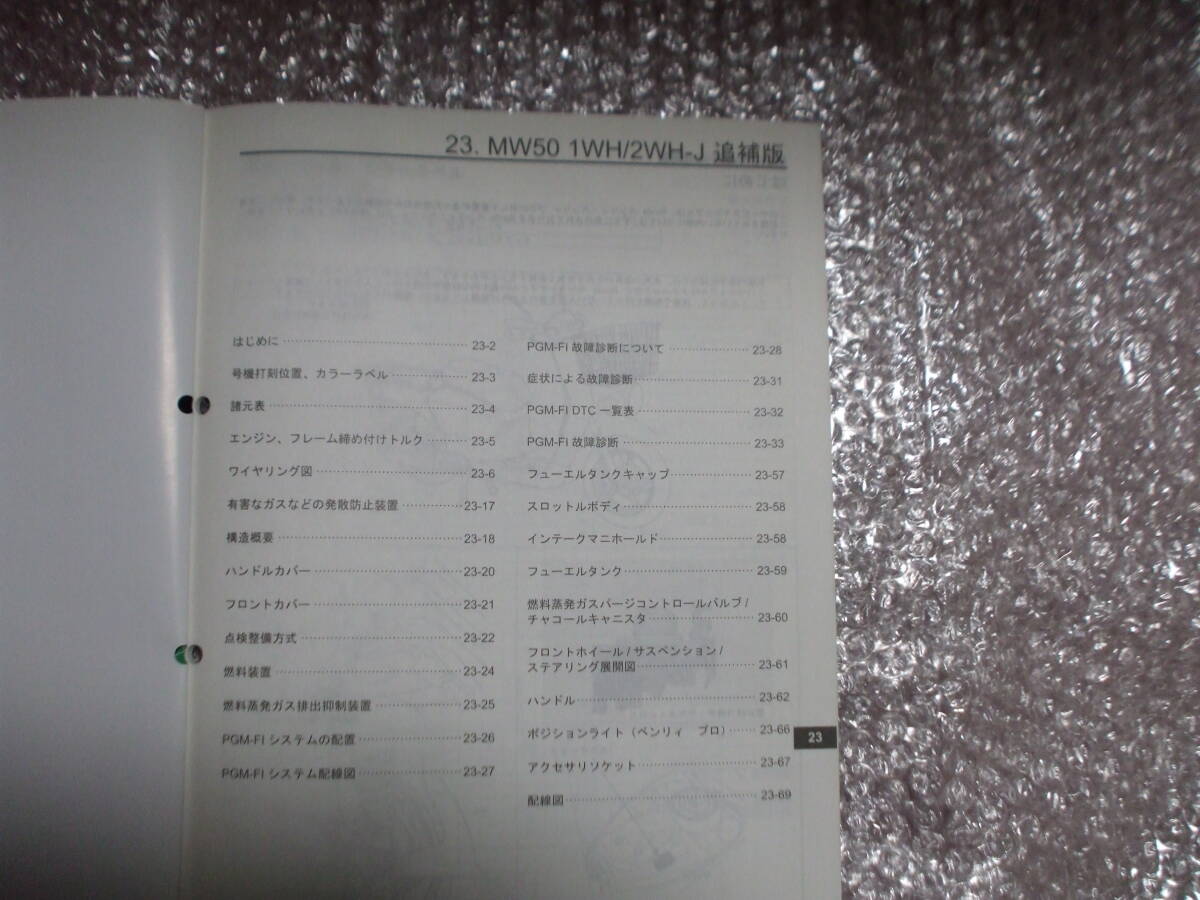 23. MW50 1WH/2WH-J 追補版
はじめに 23-2
号機打刻位置、カラーラベル 23-3
諸元表 23-4
エンジン、フレーム締め付けトルク 23-5
ワイヤリング図 23-6
有害なガスなどの発散防止装置 23-17
構造概要 23-18
ハンドルカバー 23-20
フロントカバー 23-21
点検整備方式 23-22
燃料装置 23-24
燃料蒸発ガス排出抑制装置 23-25
PGM-FI システムの配置 23-26
PGM-FI システム配線図 23-27
PGM-FI 故障診断について 23-28
症状による故障診断 23-31
PGM-FI DTC 一覧表 23-32
PGM-FI 故障診断 23-33
フューエルタンクキャップ 23-57
スロットルボディ 23-58
インテークマニホールド 23-58
フューエルタンク 23-59
燃料蒸発ガスパージコントロールバルブ /
チャコールキャニスタ 23-60
フロントホイール / サスペンション /
ステアリング展開図 23-61
ハンドル 23-62
ポジションライト（ベンリィ　プロ） 23-66
アクセサリソケット 23-67
配線図 23-69
23